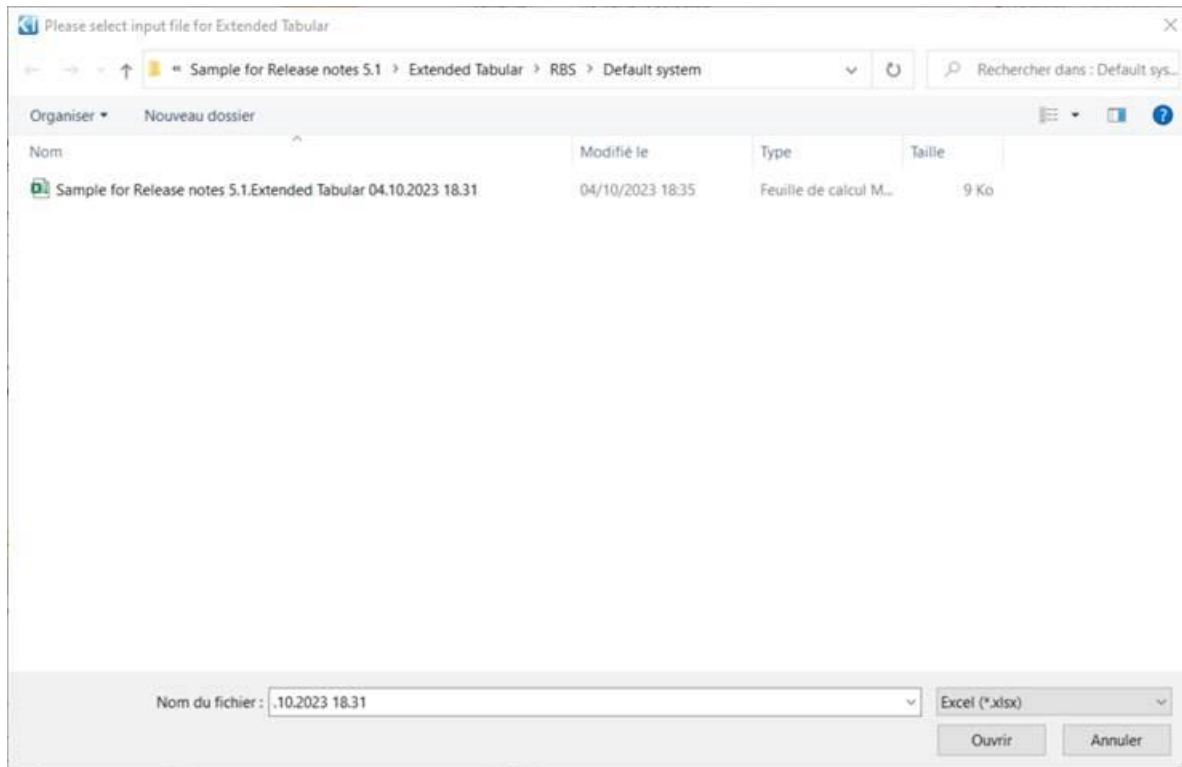 Please select input file for Extended Tabular
« Sample for Release notes 5.1 > Extended Tabular > RBS > Default system
Rechercher dans : Default sys...
Organiser
Nouveau dossier
Nom
Modifié le
Type
Taille
Sample for Release notes 5.1.Extended Tabular 04.10.2023 18.31
04/10/2023 18:35
Feuille de calcul M...
9 Ko
Nom du fichier :
.10.2023 18.31
Excel (*.xlsx)
Ouvrir
Annuler